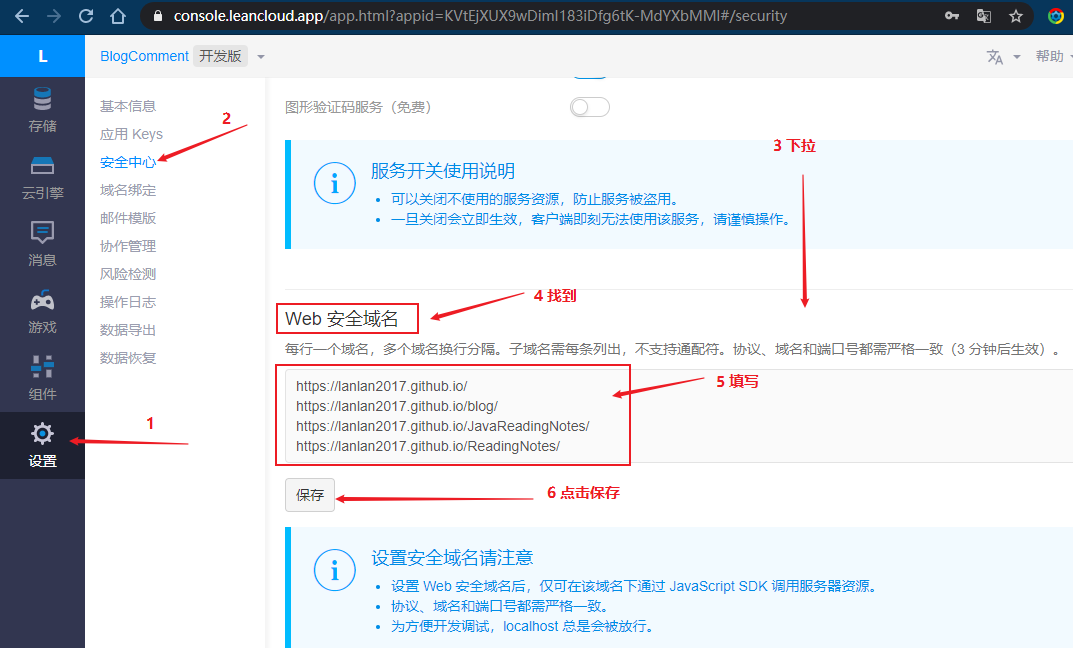 console.leancloud.app/app.html?appid=KVtEjXUX9wDimI183iDfg6tK-MdYXbMMI#/security
L
BlogComment 开发版
帮助
存储
云引擎
消息
游戏
组件
设置
1
基本信息
应用 Keys
安全中心
域名绑定
邮件模版
协作管理
风险检测
操作日志
数据导出
数据恢复
2
图形验证码服务（免费）
3 下拉
服务开关使用说明
• 可以关闭不使用的服务资源，防止服务被盗用。
• 一旦关闭会立即生效，客户端即刻无法使用该服务，请谨慎操作。
4 找到
Web 安全域名
每行一个域名，多个域名换行分隔。子域名需每条列出，不支持通配符。协议、域名和端口号都需严格一致（3 分钟后生效）。
5 填写
https://lanlan2017.github.io/
https://lanlan2017.github.io/blog/
https://lanlan2017.github.io/JavaReadingNotes/
https://lanlan2017.github.io/ReadingNotes/
保存
6 点击保存
设置安全域名请注意
• 设置 Web 安全域名后，仅可在该域名下通过 JavaScript SDK 调用服务器资源。
• 协议、域名和端口号都需严格一致。
• 为方便开发调试，localhost 总是会被放行。